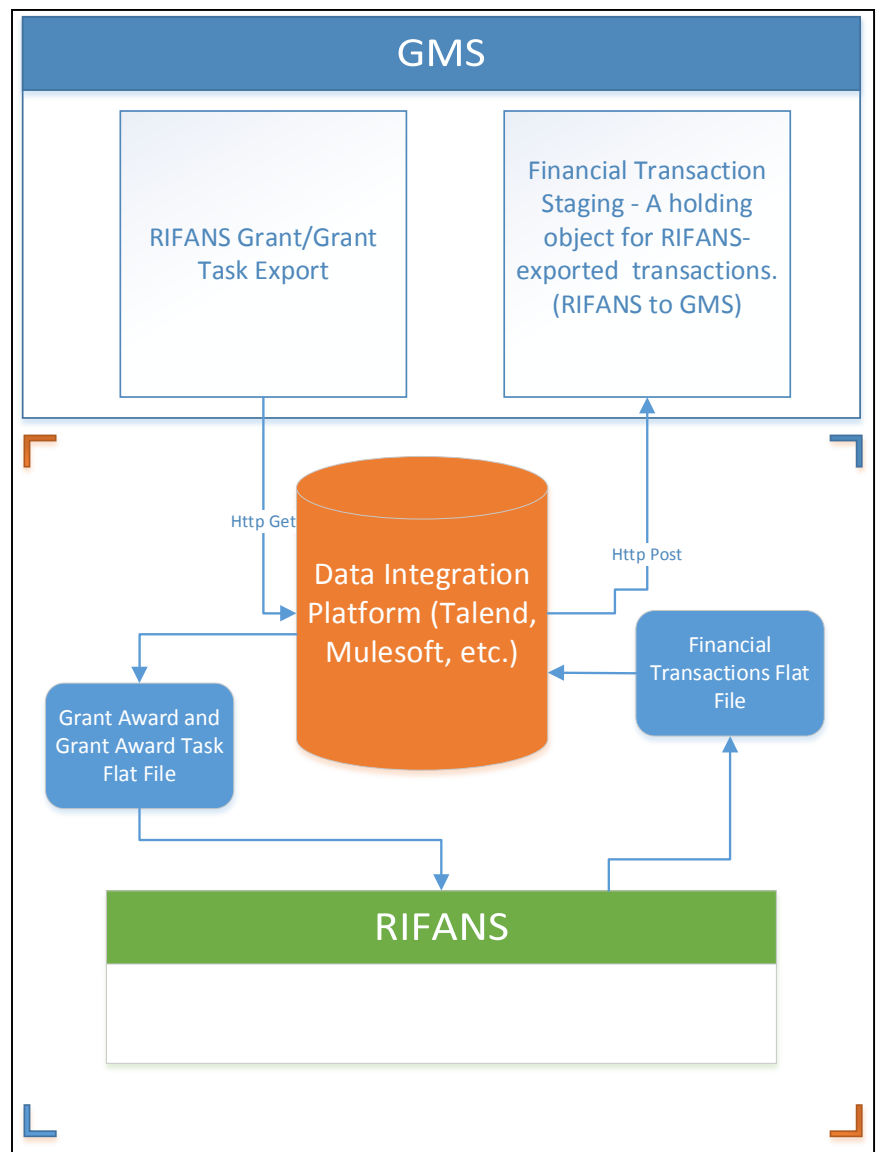 GMS
RIFANS Grant/Grant
Task Export
Financial Transaction
Staging - A holding
object for RIFANS-
exported  transactions.
(RIFANS to GMS)
Http Get
Http Post
Data Integration
Platform (Talend,
Mulesoft, etc.)
Financial
Transactions Flat
File
Grant Award and
Grant Award Task
Flat File
RIFANS